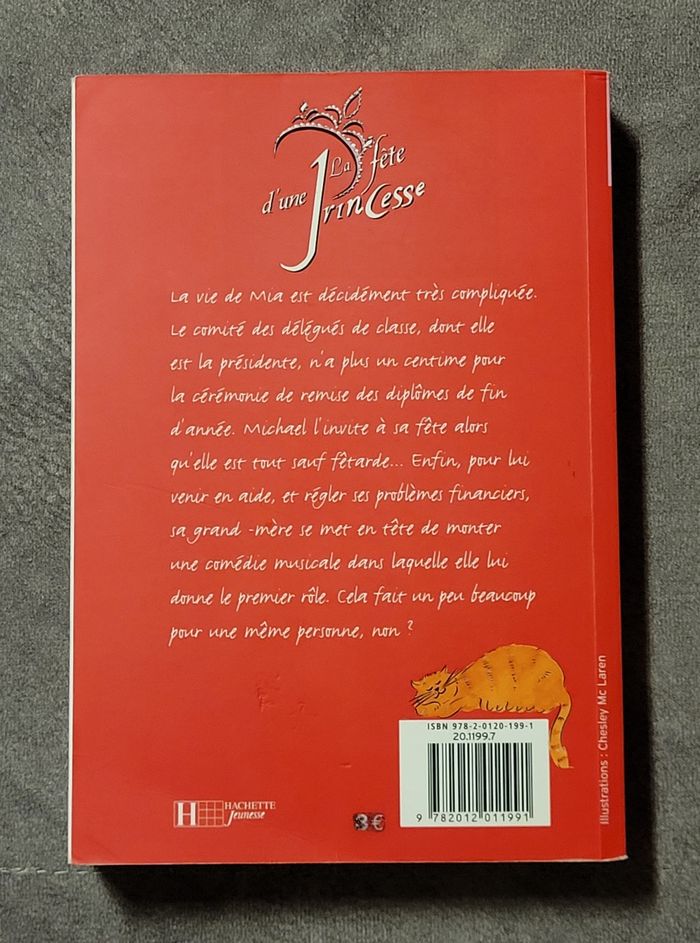 La fête
d'une Princesse
La vie de Mia est décidément très compliquée.
Le comité des délégués de classe, dont elle
est la présidente, n'a plus un centime pour
la cérémonie de remise des diplômes de fin
d'année. Michael l'invite à sa fête alors
qu'elle est tout sauf fêtarde... Enfin, pour lui
venir en aide, et régler ses problèmes financiers,
sa grand -mère se met en tête de monter
une comédie musicale dans laquelle elle lui
donne le premier rôle. Cela fait un peu beaucoup
pour une même personne, non ?
Illustrations : Chesley Mc Laren
ISBN 978-2-0120-199-1
20.1199.7
9 782012 011991
H HACHETTE
Jeunesse
3€